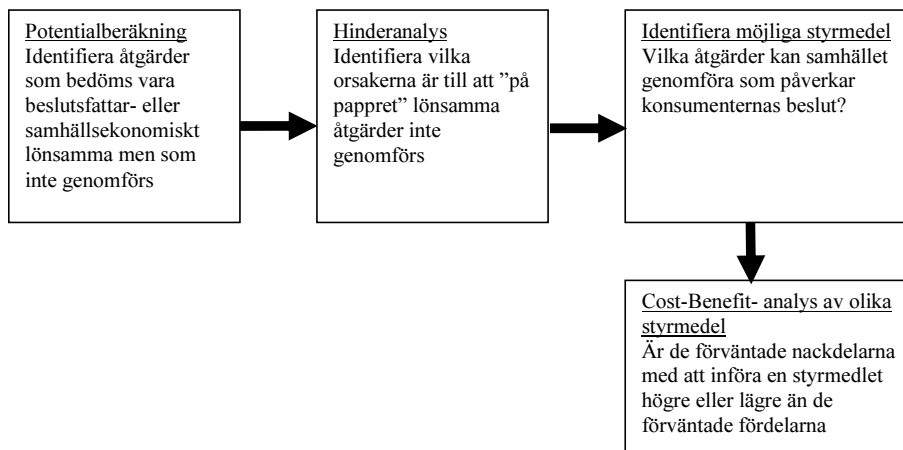 Potentialberäkning
Identifiera åtgärder
som bedöms vara
beslutsfattar- eller
samhällsekonomiskt
lönsamma men som
inte genomförs
Hinderanalys
Identifiera vilka
orsakerna är till att ”på
pappret” lönsamma
åtgärder inte
genomförs
Identifiera möjliga styrmedel
Vilka åtgärder kan samhället
genomföra som påverkar
konsumenternas beslut?
Cost-Benefit- analys av olika
styrmedel
Är de förväntade nackdelarna
med att införa en styrmedlet
högre eller lägre än de
förväntade fördelarna